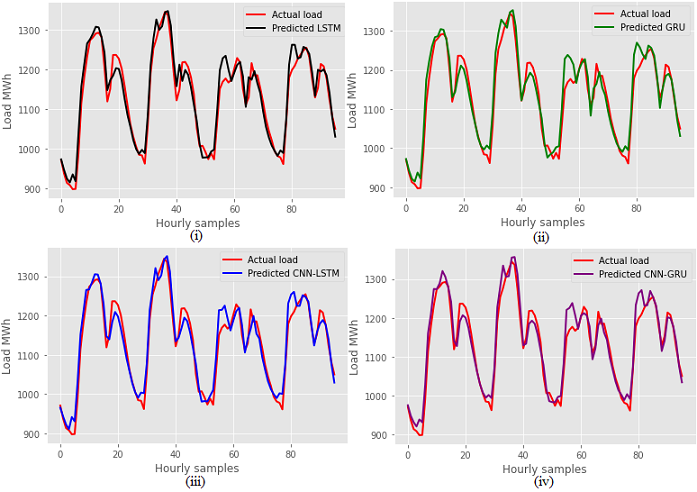 Actual load
Predicted LSTM
Load MWh
1300
1200
1100
1000
900
0
20
40
60
80
Hourly samples
(i)
Actual load
Predicted GRU
Load MWh
1300
1200
1100
1000
900
0
20
40
60
80
Hourly samples
(ii)
Actual load
Predicted CNN-LSTM
Load MWh
1300
1200
1100
1000
900
0
20
40
60
80
Hourly samples
(iii)
Actual load
Predicted CNN-GRU
Load MWh
1300
1200
1100
1000
900
0
20
40
60
80
Hourly samples
(iv)